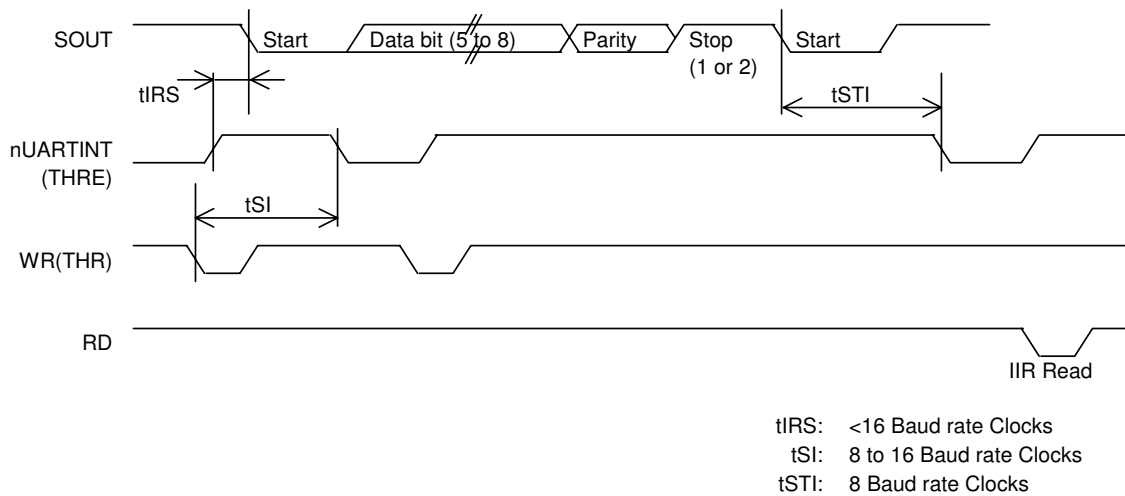 SOUT
Start
Data bit (5 to 8)
Parity
Stop
(1 or 2)
Start
tIRS
tSTI
nUARTINT
(THRE)
tSI
WR(THR)
RD
IIR Read
tIRS: <16 Baud rate Clocks
tSI: 8 to 16 Baud rate Clocks
tSTI: 8 Baud rate Clocks